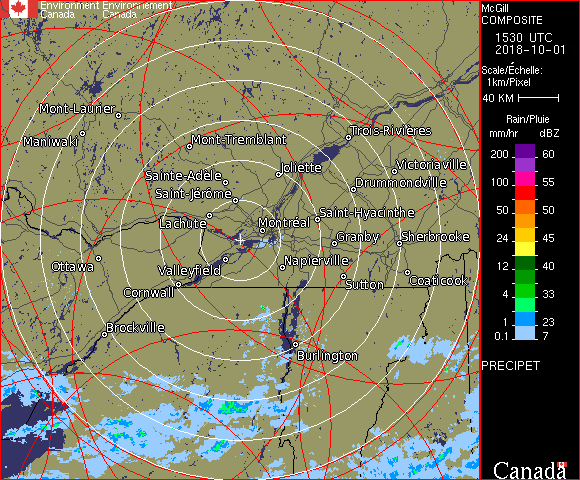 Environment Environnement
Canada Canada
McGill
COMPOSITE
1530 UTC
2018-10-01
Scale/Échelle:
1km/Pixel
40 KM
Rain/Pluie
mm/hr dBZ
200 60
100 55
50 50
24 45
12 40
4 33
1 23
0.1 7
PRECIPET
Canada
Mont-Laurier
Maniwaki
Mont-Tremblant
Trois-Rivières
Joliette
Victoriaville
Sainte-Adèle
Drummondville
Saint-Jérôme
Saint-Hyacinthe
Lachute
Montréal
Granby
Sherbrooke
Ottawa
Valleyfield
Napierville
Sutton
Coaticook
Cornwall
Brockville
Burlington